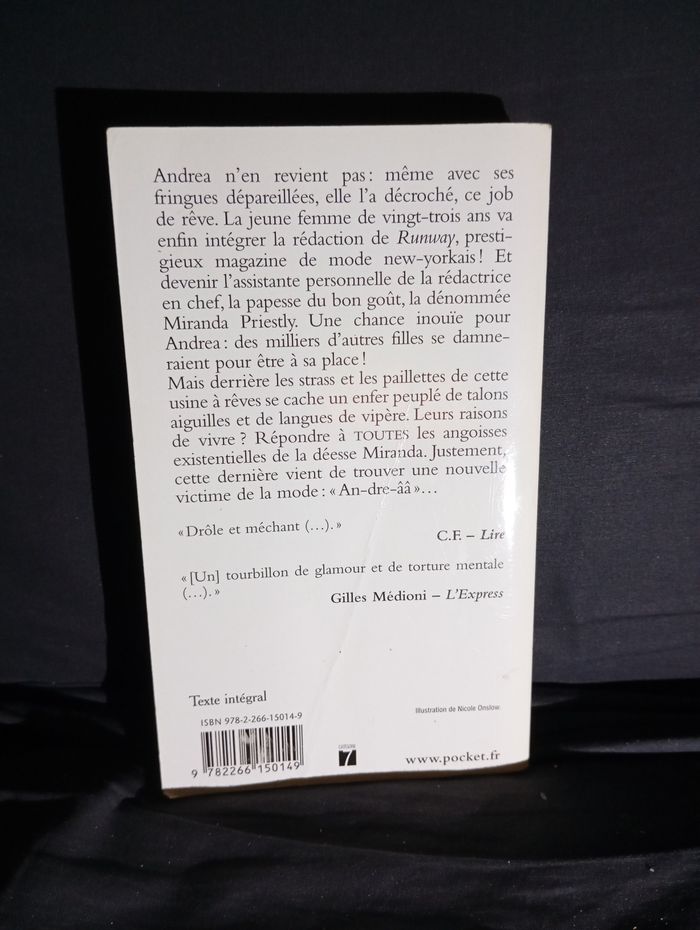 Andrea n'en revient pas : même avec ses
fringues dépareillées, elle l'a décroché, ce job
de rêve. La jeune femme de vingt-trois ans va
enfin intégrer la rédaction de Runway, presti-
gieux magazine de mode new-yorkais ! Et
devenir l'assistante personnelle de la rédactrice
en chef, la papesse du bon goût, la dénommée
Miranda Priestly. Une chance inouïe pour
Andrea : des milliers d'autres filles se damne-
raient pour être à sa place !
Mais derrière les strass et les paillettes de cette
usine à rêves se cache un enfer peuplé de talons
aiguilles et de langues de vipère. Leurs raisons
de vivre ? Répondre à TOUTES les angoisses
existentielles de la déesse Miranda. Justement,
cette dernière vient de trouver une nouvelle
victime de la mode : « An-dre-ââ »…
« Drôle et méchant (…). »
C.F. – Lire
« [Un] tourbillon de glamour et de torture mentale
(…). »
Gilles Médioni – L'Express
Texte intégral
Illustration de Nicole Onslow.
ISBN 978-2-266-15014-9
9 782266 150149
CATÉGORIE
7
www.pocket.fr